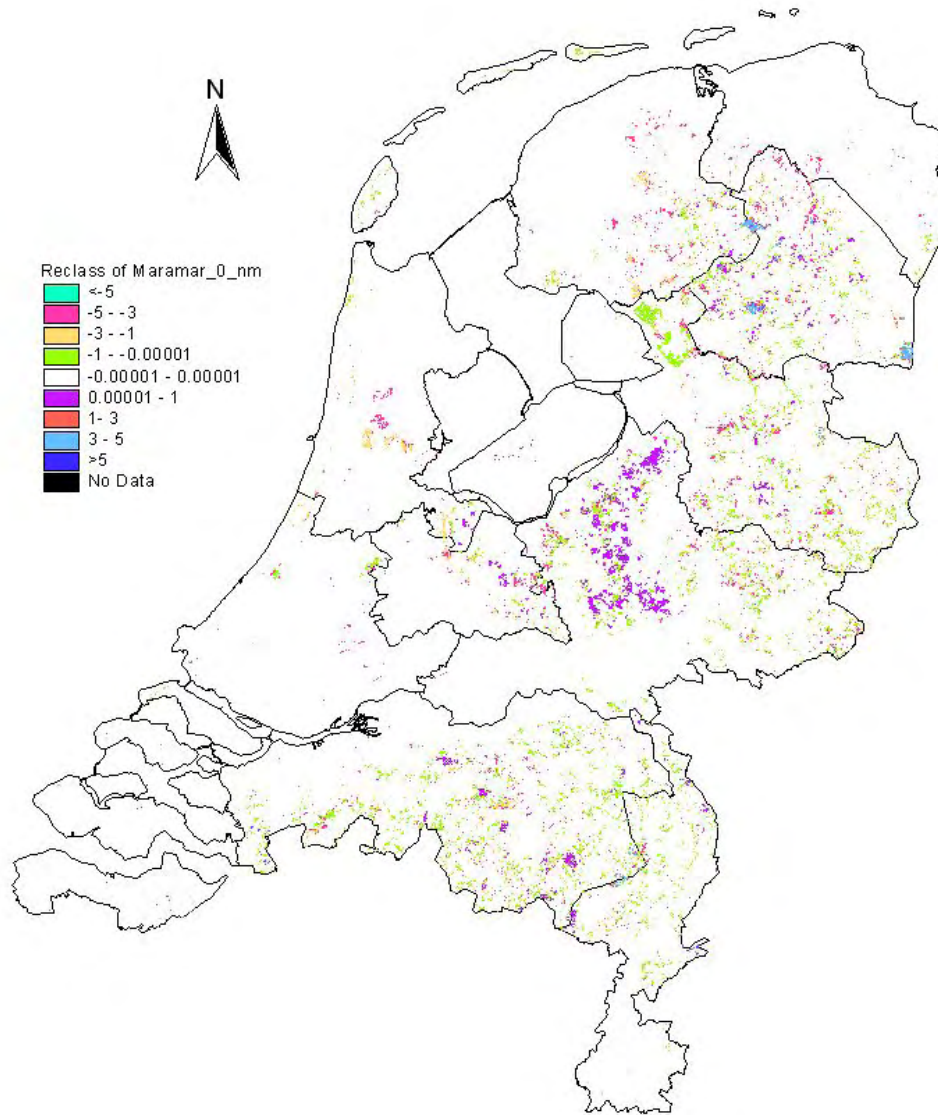 N
Reclass of Maramar_0_nm
<-5
-5 - -3
-3 - -1
-1 - -0.00001
-0.00001 - 0.00001
0.00001 - 1
1 - 3
3 - 5
>5
No Data